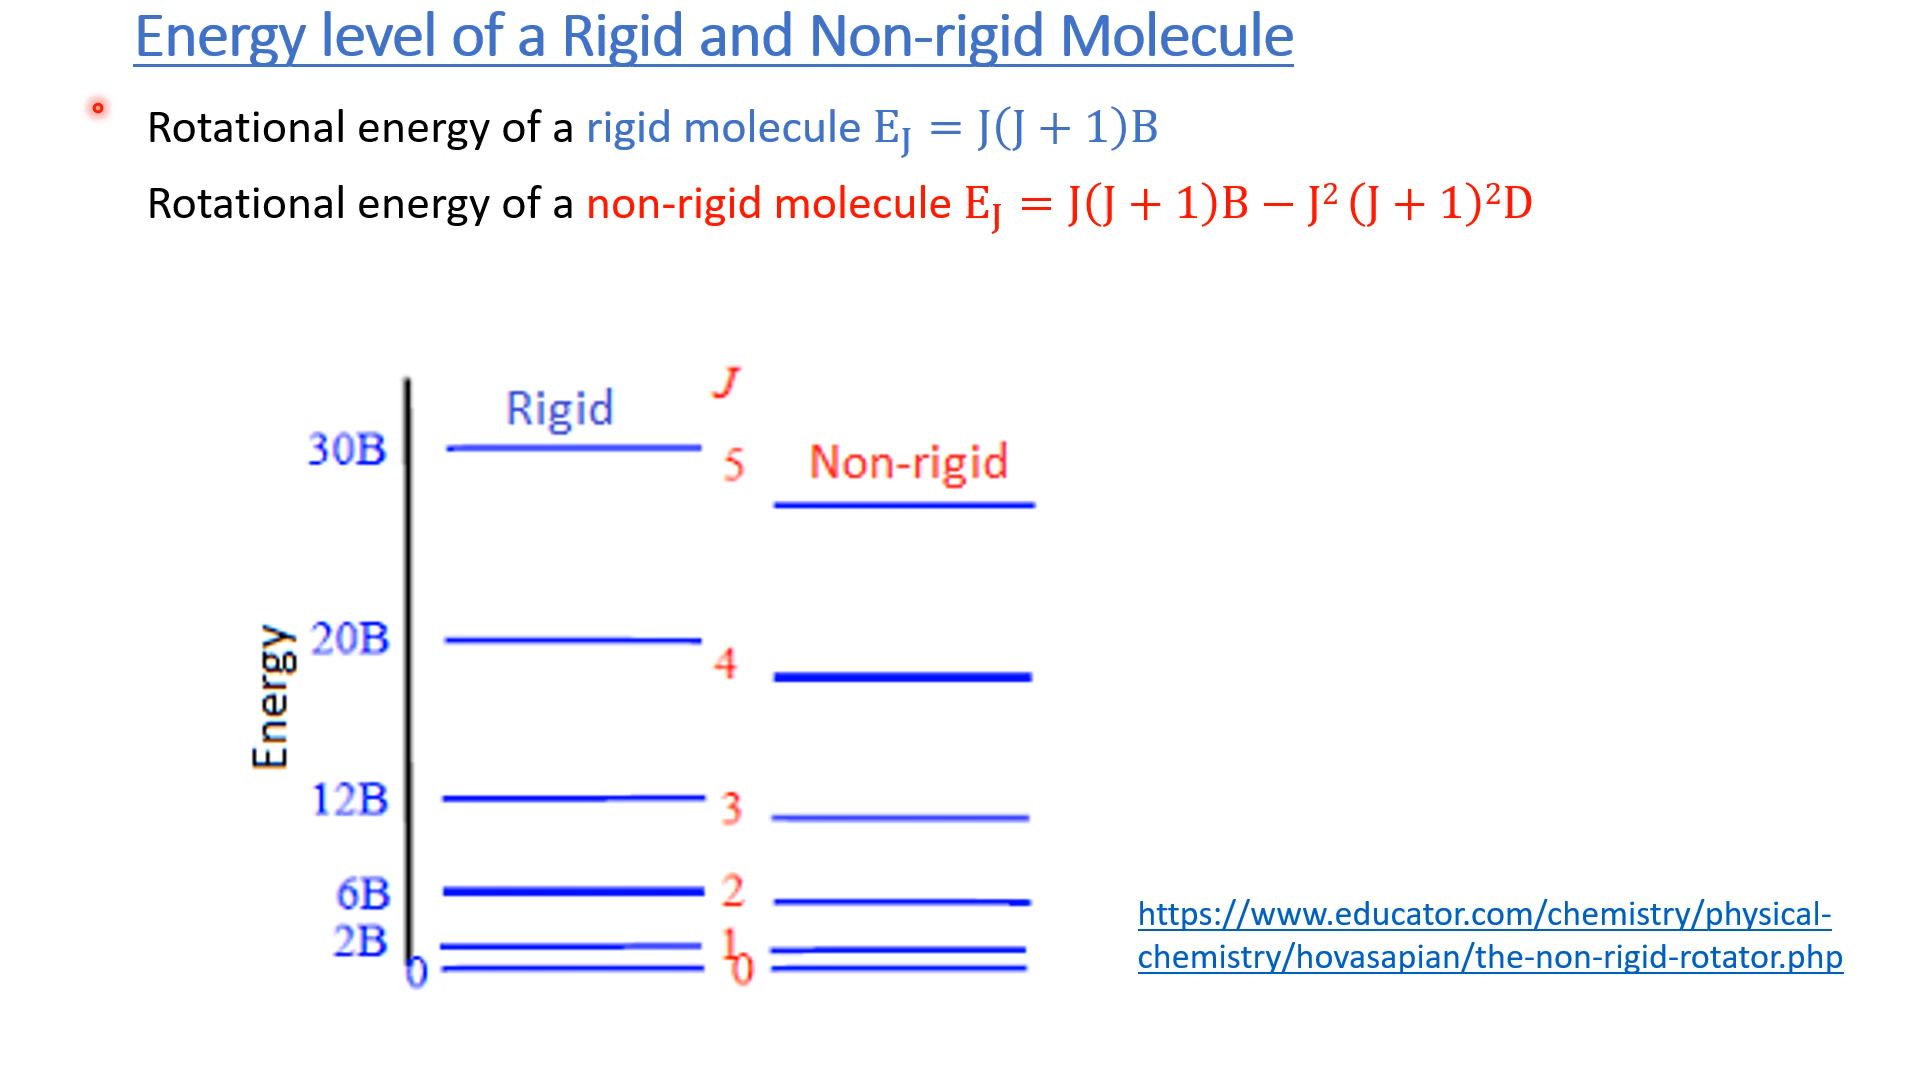 Energy level of a Rigid and Non-rigid Molecule
Rotational energy of a rigid molecule E_J = J(J + 1)B
Rotational energy of a non-rigid molecule E_J = J(J + 1)B − J² (J + 1)²D
J
Rigid
30B
5
Non-rigid
Energy
20B
4
12B
3
6B
2
2B
1
0
0
https://www.educator.com/chemistry/physical-
chemistry/hovasapian/the-non-rigid-rotator.php